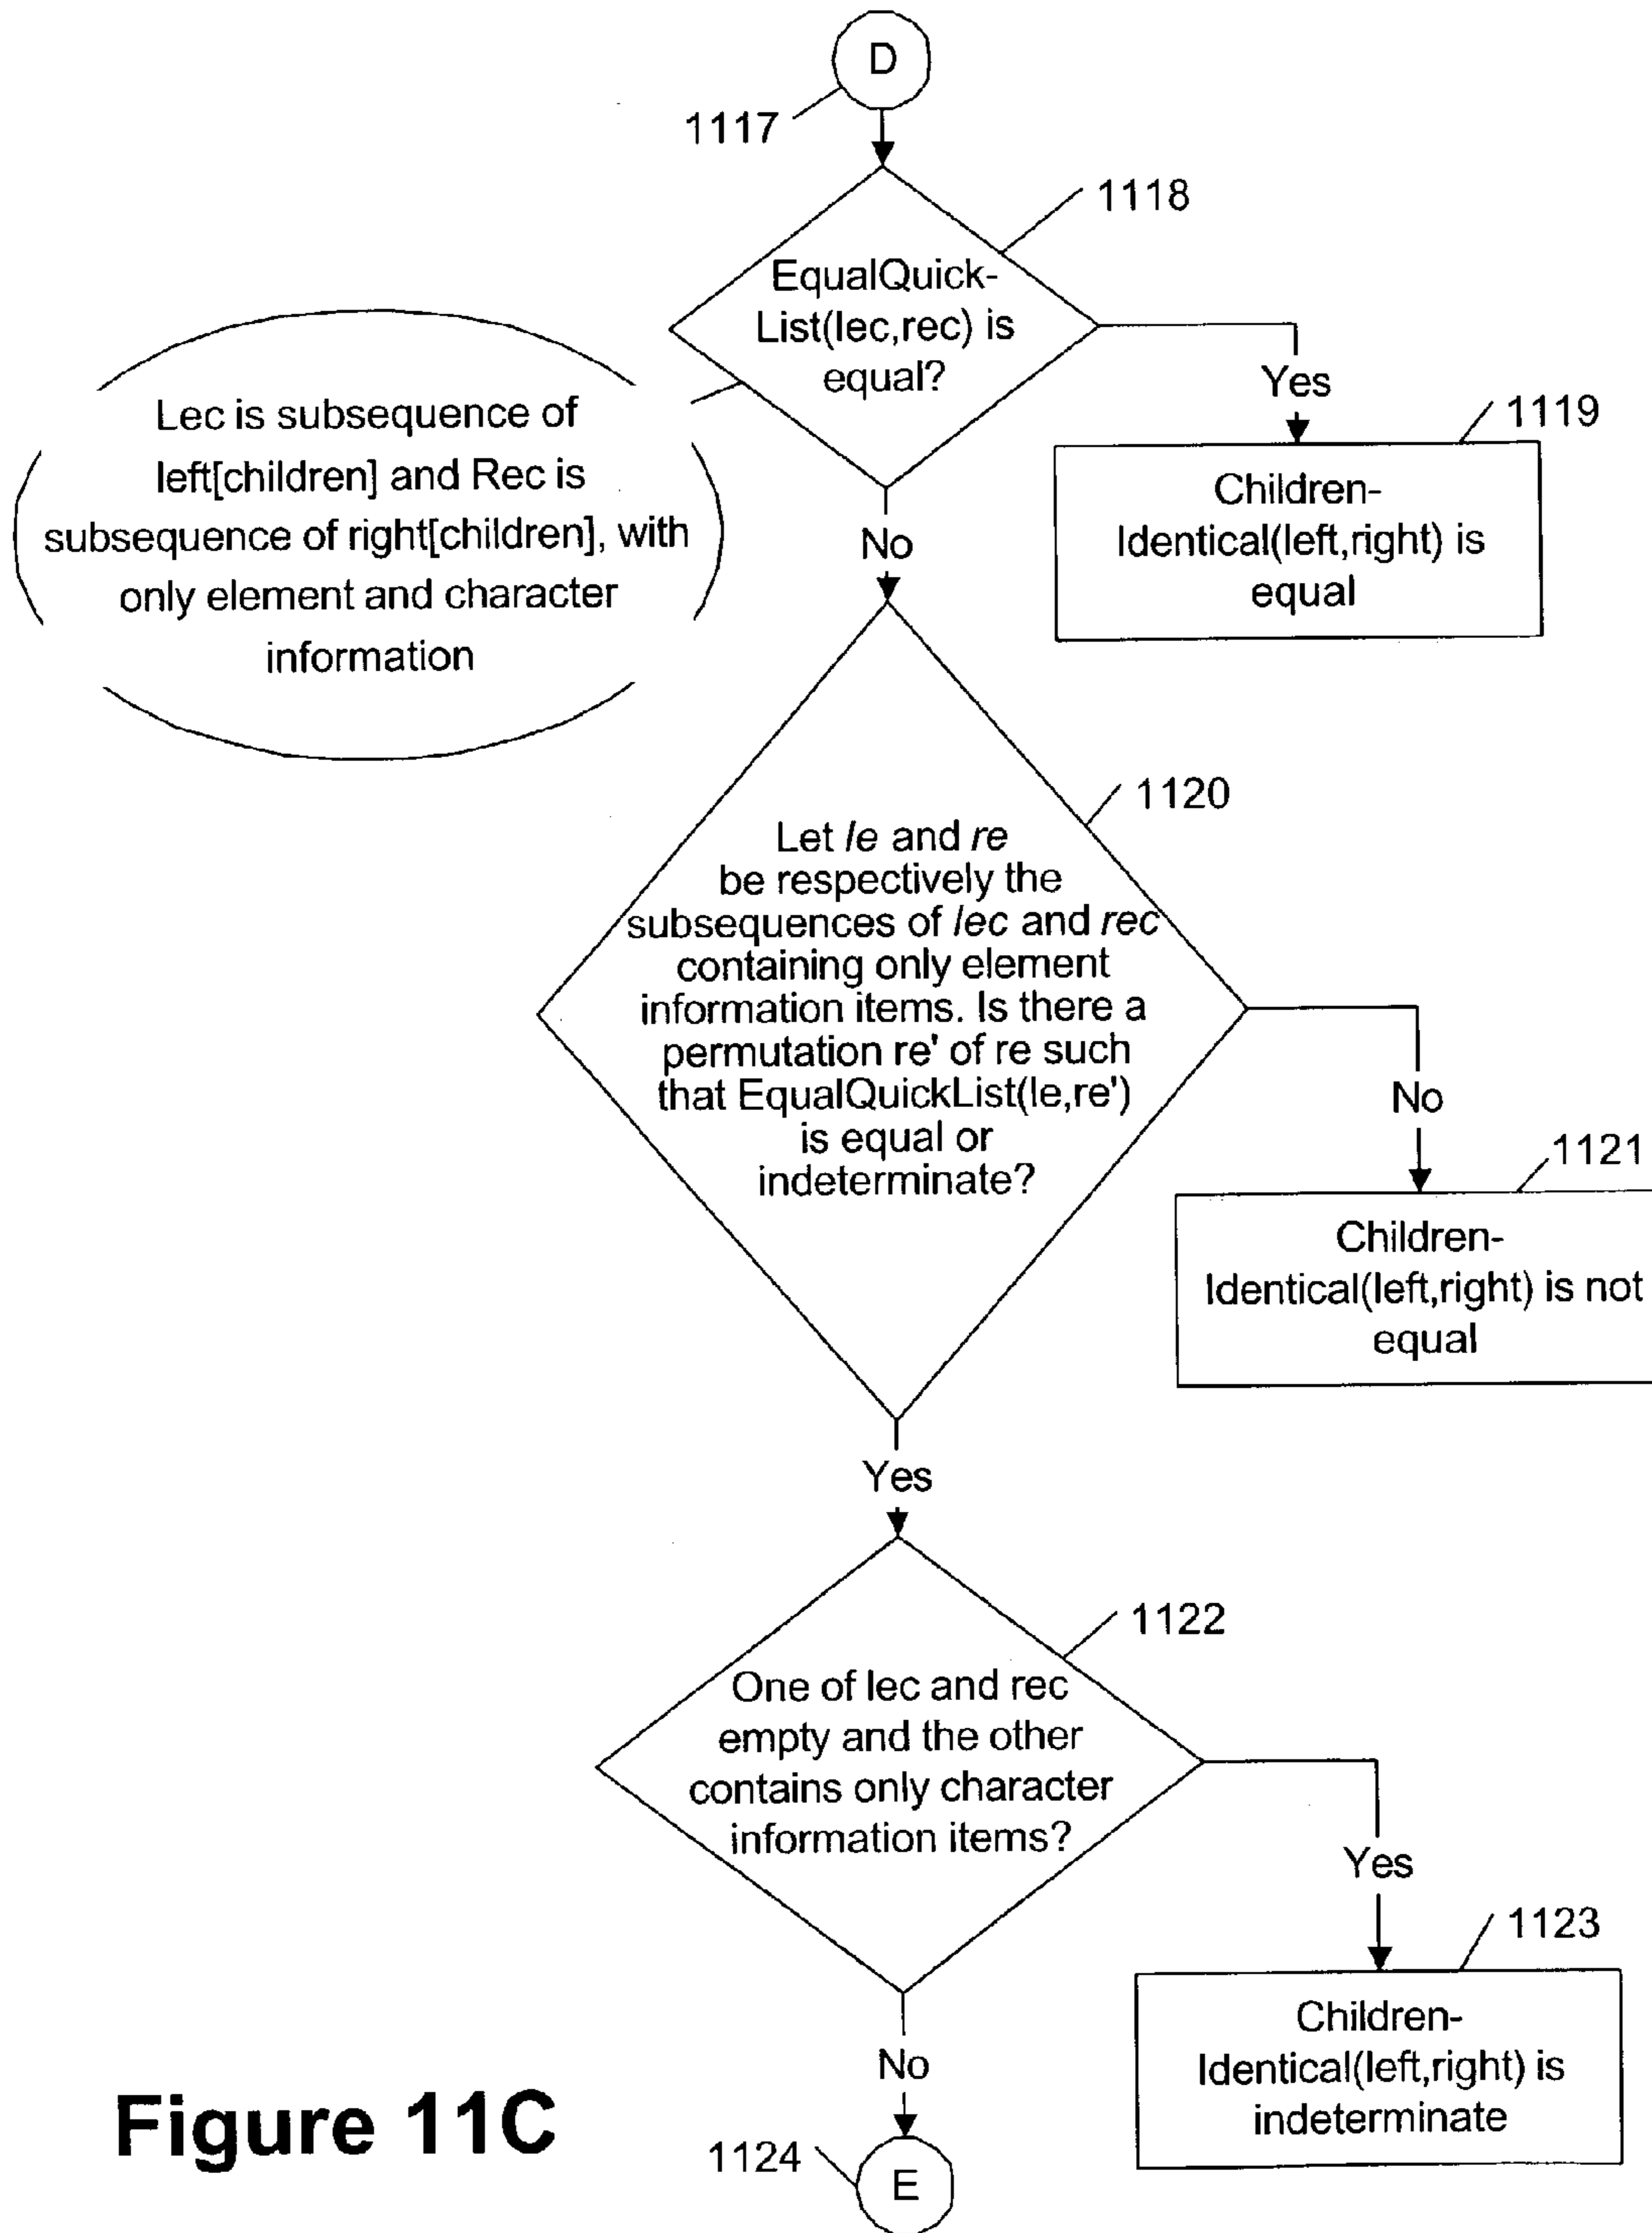 D
1117
1118
EqualQuick-
List(lec,rec) is
equal?
Lec is subsequence of
left[children] and Rec is
subsequence of right[children], with
only element and character
information
Yes
1119
Children-
Identical(left,right) is
equal
No
1120
Let le and re
be respectively the
subsequences of lec and rec
containing only element
information items. Is there a
permutation re' of re such
that EqualQuickList(le,re')
is equal or
indeterminate?
No
1121
Children-
Identical(left,right) is not
equal
Yes
1122
One of lec and rec
empty and the other
contains only character
information items?
Yes
1123
Children-
Identical(left,right) is
indeterminate
No
1124
E
Figure 11C